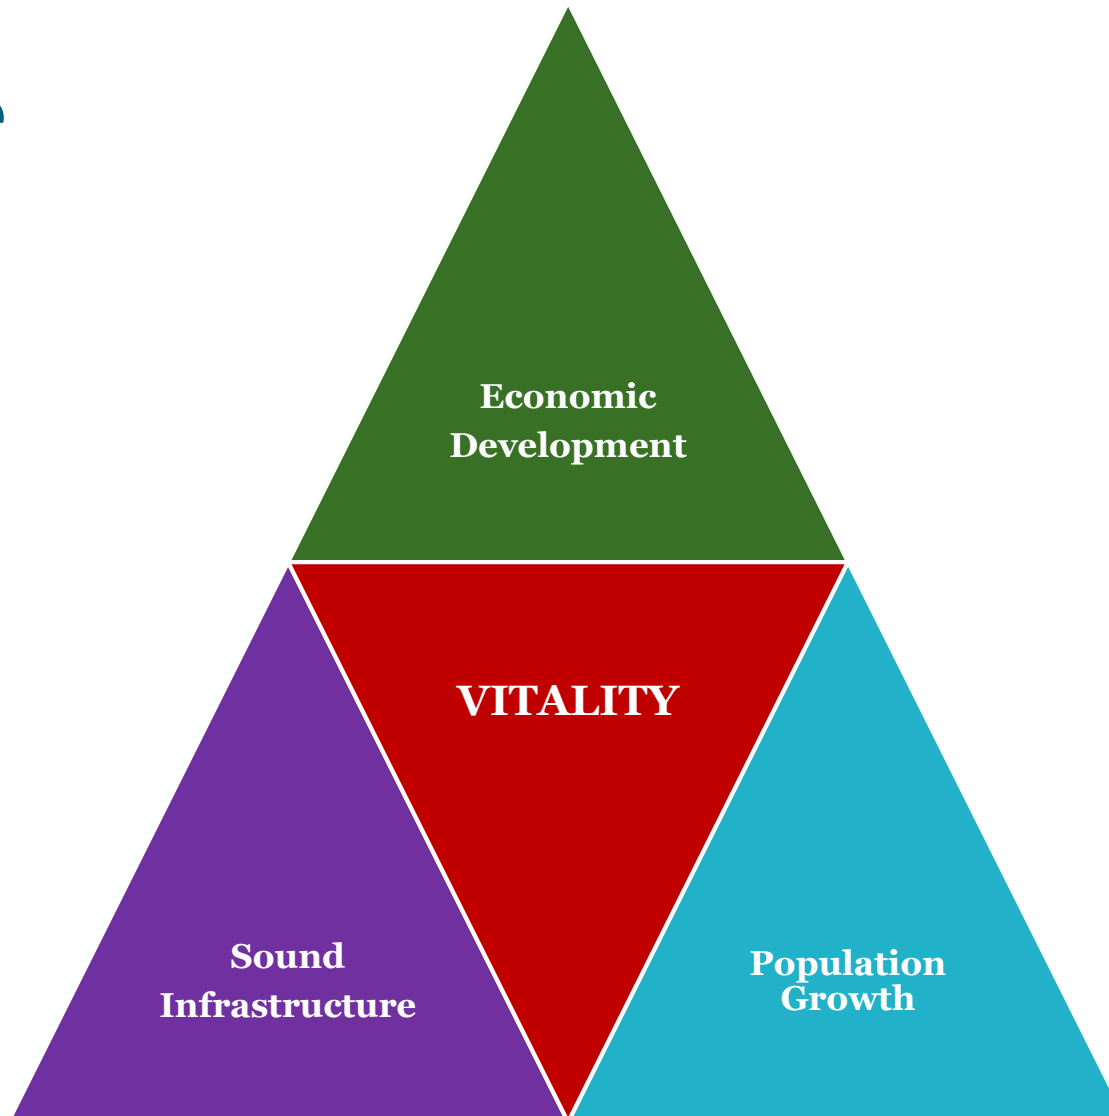 Economic
Development
VITALITY
Sound
Infrastructure
Population
Growth